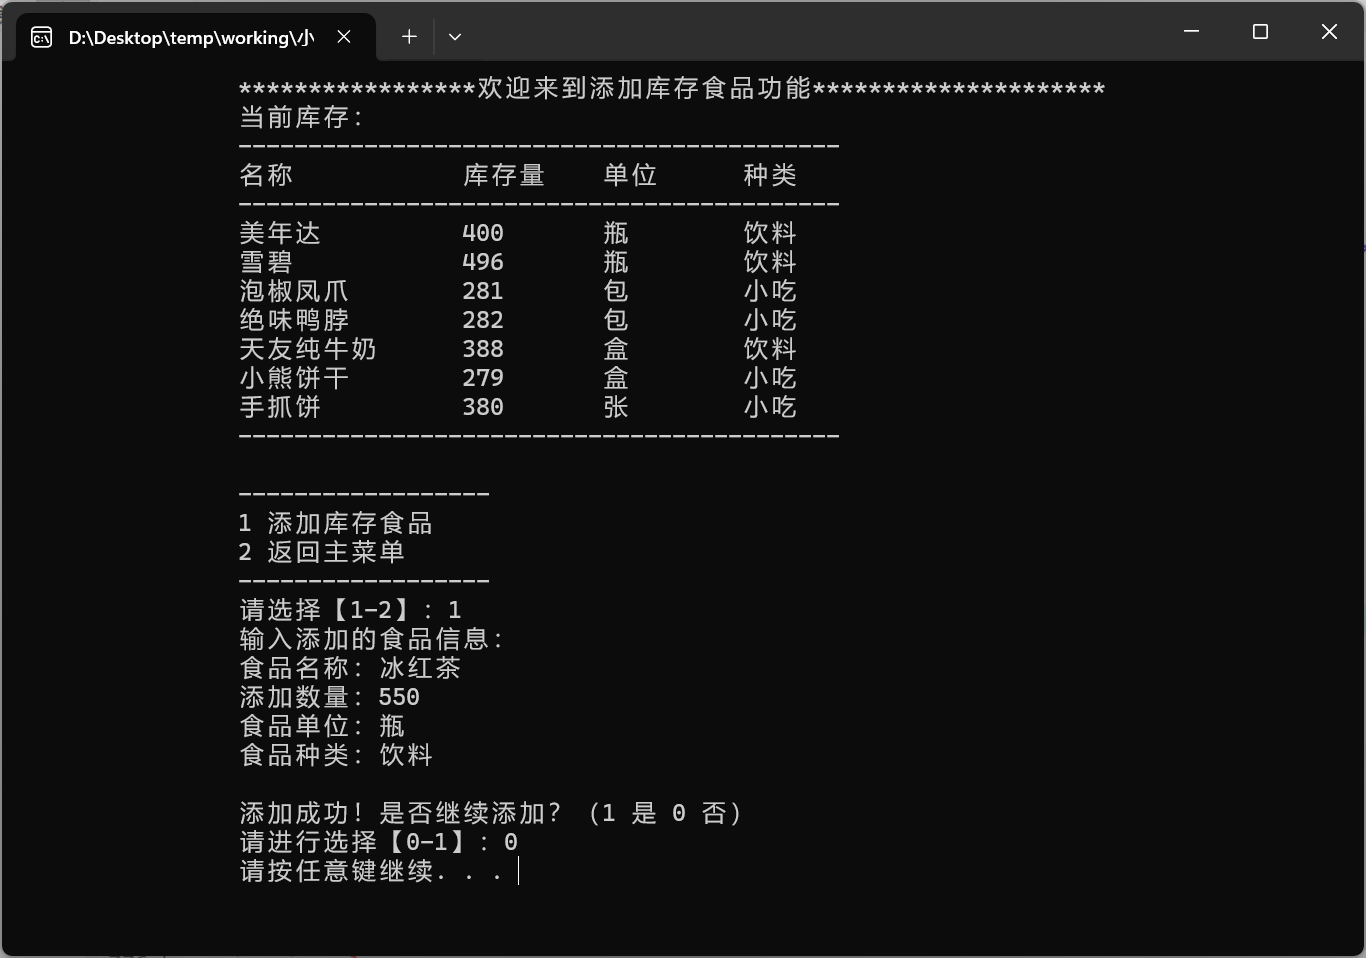 D:\Desktop\temp\working\小
*****************欢迎来到添加库存食品功能*********************
当前库存：
-------------------------------------------
名称 库存量 单位 种类
-------------------------------------------
美年达 400 瓶 饮料
雪碧 496 瓶 饮料
泡椒凤爪 281 包 小吃
绝味鸭脖 282 包 小吃
天友纯牛奶 388 盒 饮料
小熊饼干 279 盒 小吃
手抓饼 380 张 小吃
-------------------------------------------
------------------
1 添加库存食品
2 返回主菜单
------------------
请选择【1-2】：1
输入添加的食品信息：
食品名称：冰红茶
添加数量：550
食品单位：瓶
食品种类：饮料
添加成功！是否继续添加？（1 是 0 否）
请进行选择【0-1】：0
请按任意键继续. . .